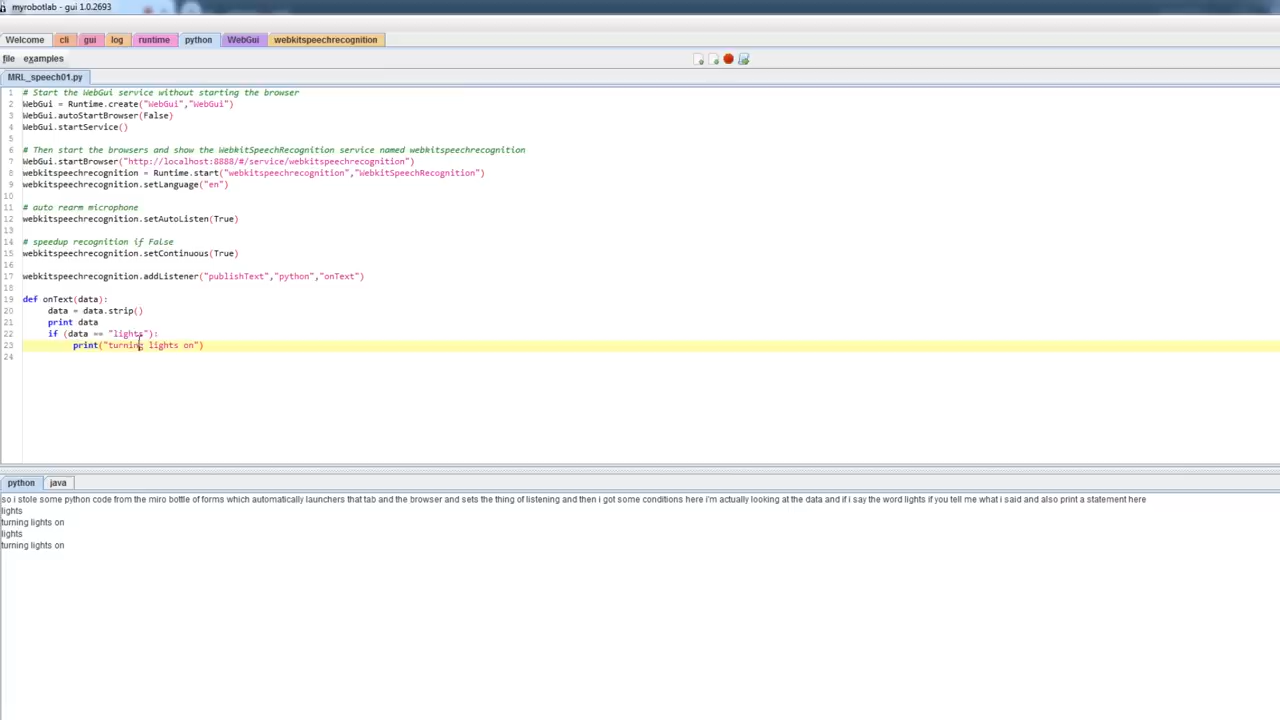 myrobotlab - gui 1.0.2693
Welcome cli gui log runtime python WebGui webkitspeechrecognition
file examples
MRL_speech01.py
1 # Start the WebGui service without starting the browser
2 WebGui = Runtime.create("WebGui","WebGui")
3 WebGui.autoStartBrowser(False)
4 WebGui.startService()
5
6 # Then start the browsers and show the WebkitSpeechRecognition service named webkitspeechrecognition
7 WebGui.startBrowser("http://localhost:8888/#/service/webkitspeechrecognition")
8 webkitspeechrecognition = Runtime.start("webkitspeechrecognition","WebkitSpeechRecognition")
9 webkitspeechrecognition.setLanguage("en")
10
11 # auto rearm microphone
12 webkitspeechrecognition.setAutoListen(True)
13
14 # speedup recognition if False
15 webkitspeechrecognition.setContinuous(True)
16
17 webkitspeechrecognition.addListener("publishText","python","onText")
18
19 def onText(data):
20 data = data.strip()
21 print data
22 if (data == "lights"):
23 print("turning lights on")
24
python java
so i stole some python code from the miro bottle of forms which automatically launchers that tab and the browser and sets the thing of listening and then i got some conditions here i'm actually looking at the data and if i say the word lights if you tell me what i said and also print a statement here
lights
turning lights on
lights
turning lights on